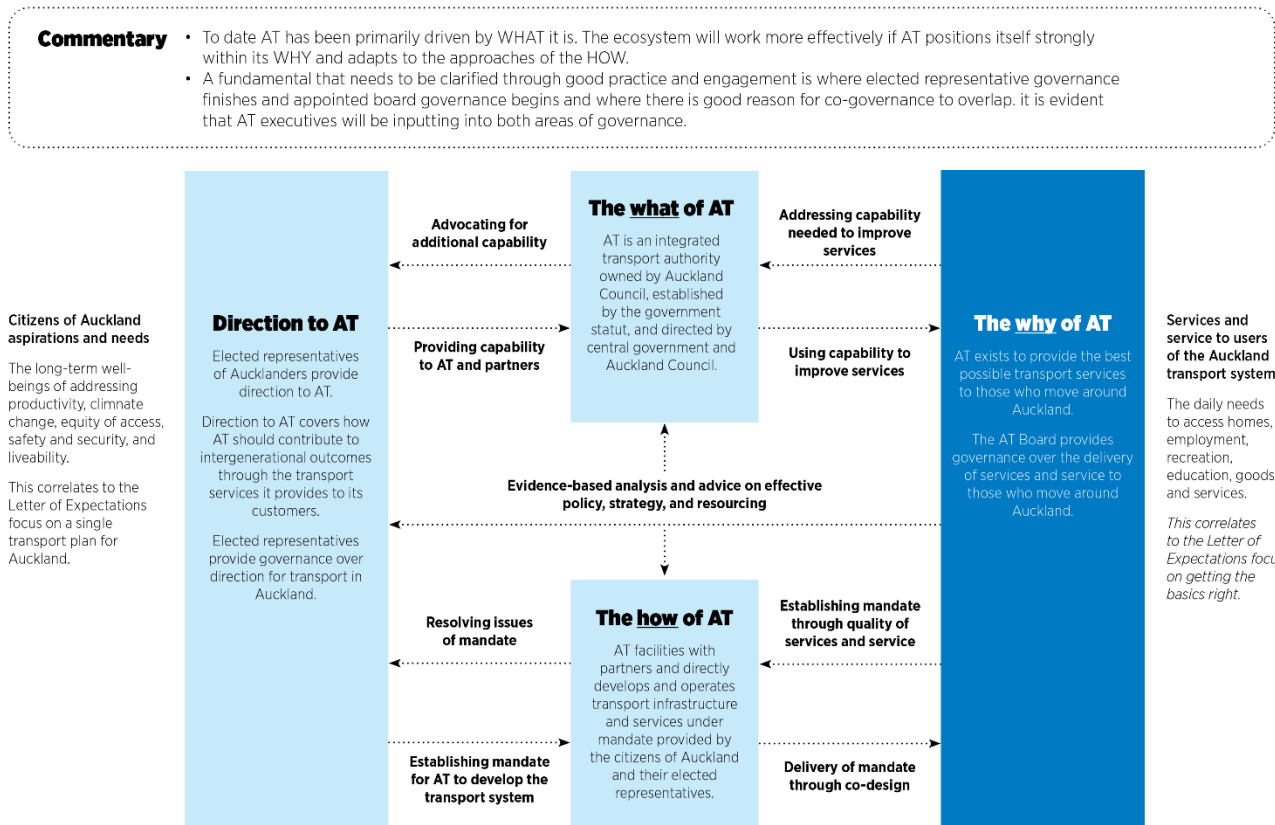 Commentary
• To date AT has been primarily driven by WHAT it is. The ecosystem will work more effectively if AT positions itself strongly
within its WHY and adapts to the approaches of the HOW.
• A fundamental that needs to be clarified through good practice and engagement is where elected representative governance
finishes and appointed board governance begins and where there is good reason for co-governance to overlap. it is evident
that AT executives will be inputting into both areas of governance.
Citizens of Auckland
aspirations and needs
The long-term well-
beings of addressing
productivity, climnate
change, equity of access,
safety and security, and
liveability.
This correlates to the
Letter of Expectations
focus on a single
transport plan for
Auckland.
Direction to AT
Elected representatives
of Aucklanders provide
direction to AT.
Direction to AT covers how
AT should contribute to
intergenerational outcomes
through the transport
services it provides to its
customers.
Elected representatives
provide governance over
direction for transport in
Auckland.
Advocating for
additional capability
Providing capability
to AT and partners
The what of AT
AT is an integrated
transport authority
owned by Auckland
Council, established
by the government
statut, and directed by
central government and
Auckland Council.
Addressing capability
needed to improve
services
Using capability to
improve services
Evidence-based analysis and advice on effective
policy, strategy, and resourcing
Resolving issues
of mandate
Establishing mandate
for AT to develop the
transport system
The how of AT
AT facilities with
partners and directly
develops and operates
transport infrastructure
and services under
mandate provided by
the citizens of Auckland
and their elected
representatives.
Establishing mandate
through quality of
services and service
Delivery of mandate
through co-design
The why of AT
AT exists to provide the best
possible transport services
to those who move around
Auckland.
The AT Board provides
governance over the delivery
of services and service to
those who move around
Auckland.
Services and
service to users
of the Auckland
transport system
The daily needs
to access homes,
employment,
recreation,
education, goods
and services.
This correlates
to the Letter of
Expectations focu
on getting the
basics right.